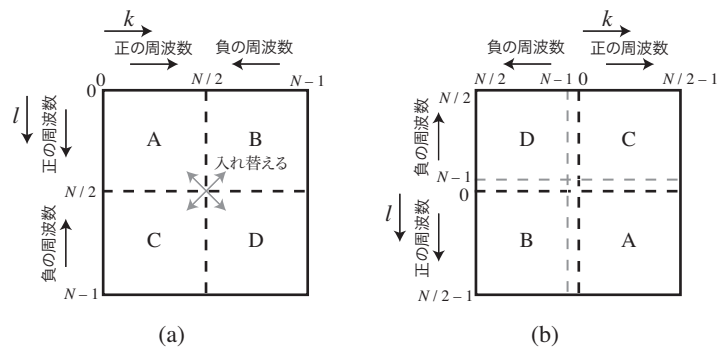 k
正の周波数 負の周波数
0 N/2 N−1
0
l
正の周波数
A B
入れ替える
N/2
負の周波数
C D
N−1
(a)
k
負の周波数 正の周波数
N/2 N−1 0 N/2−1
N/2
負の周波数
D C
N−1
0
l
正の周波数
B A
N/2−1
(b)